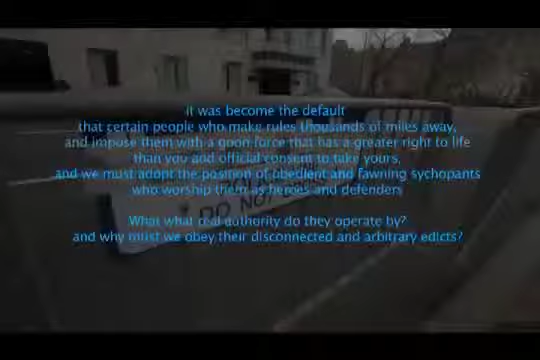 it was become the default
that certain people who make rules thousands of miles away,
and impose them with a goon force that has a greater right to life
than you and official consent to take yours,
and we must adopt the position of obedient and fawning sychopants
who worship them as heroes and defenders
DO NOT
What what real authority do they operate by?
and why must we obey their disconnected and arbitrary edicts?